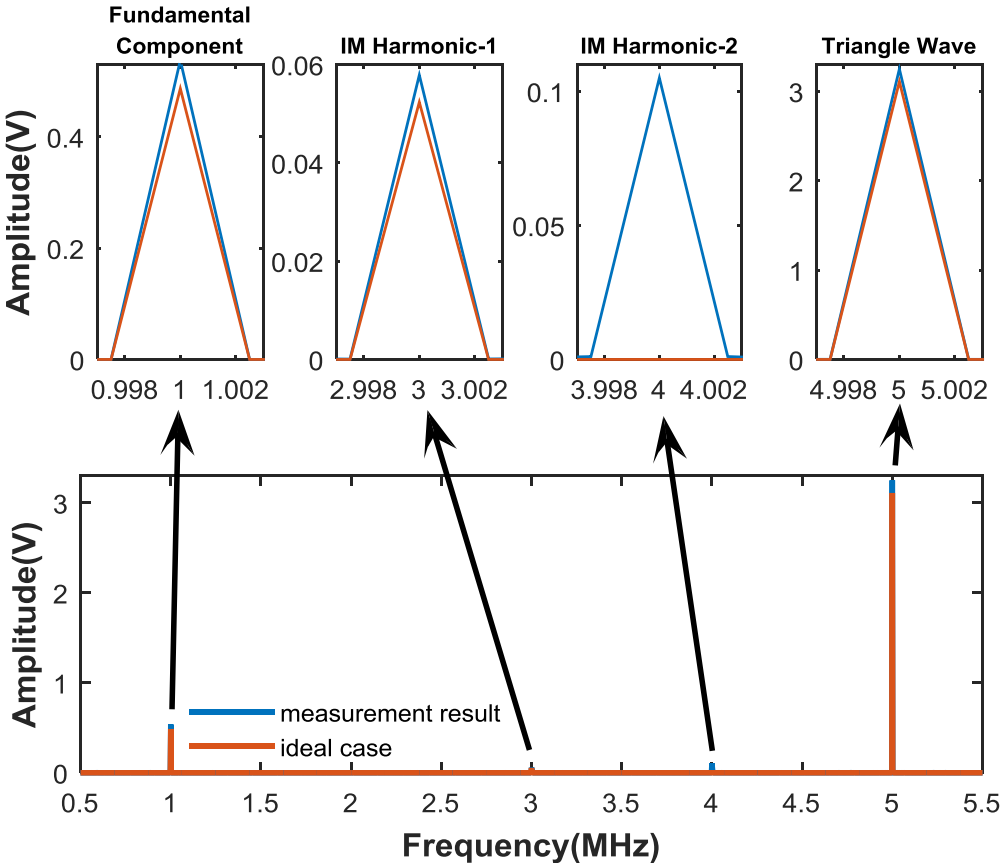 Fundamental
Component
IM Harmonic-1
IM Harmonic-2
Triangle Wave
Amplitude(V)
0.4
0.2
0
0.998 1 1.002
0.06
0.04
0.02
0
2.998 3 3.002
0.1
0.05
0
3.998 4 4.002
3
2
1
0
4.998 5 5.002
Amplitude(V)
3
2
1
0
measurement result
ideal case
0.5 1 1.5 2 2.5 3 3.5 4 4.5 5 5.5
Frequency(MHz)